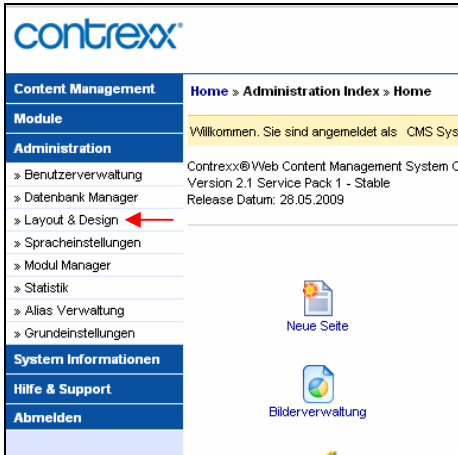 contrexx®
Content Management
Module
Administration
» Benutzerverwaltung
» Datenbank Manager
» Layout & Design
» Spracheinstellungen
» Modul Manager
» Statistik
» Alias Verwaltung
» Grundeinstellungen
System Informationen
Hilfe & Support
Abmelden
Home » Administration Index » Home
Willkommen. Sie sind angemeldet als CMS Sys
Contrexx® Web Content Management System
Version 2.1 Service Pack 1 - Stable
Release Datum: 28.05.2009
Neue Seite
Bilderverwaltung